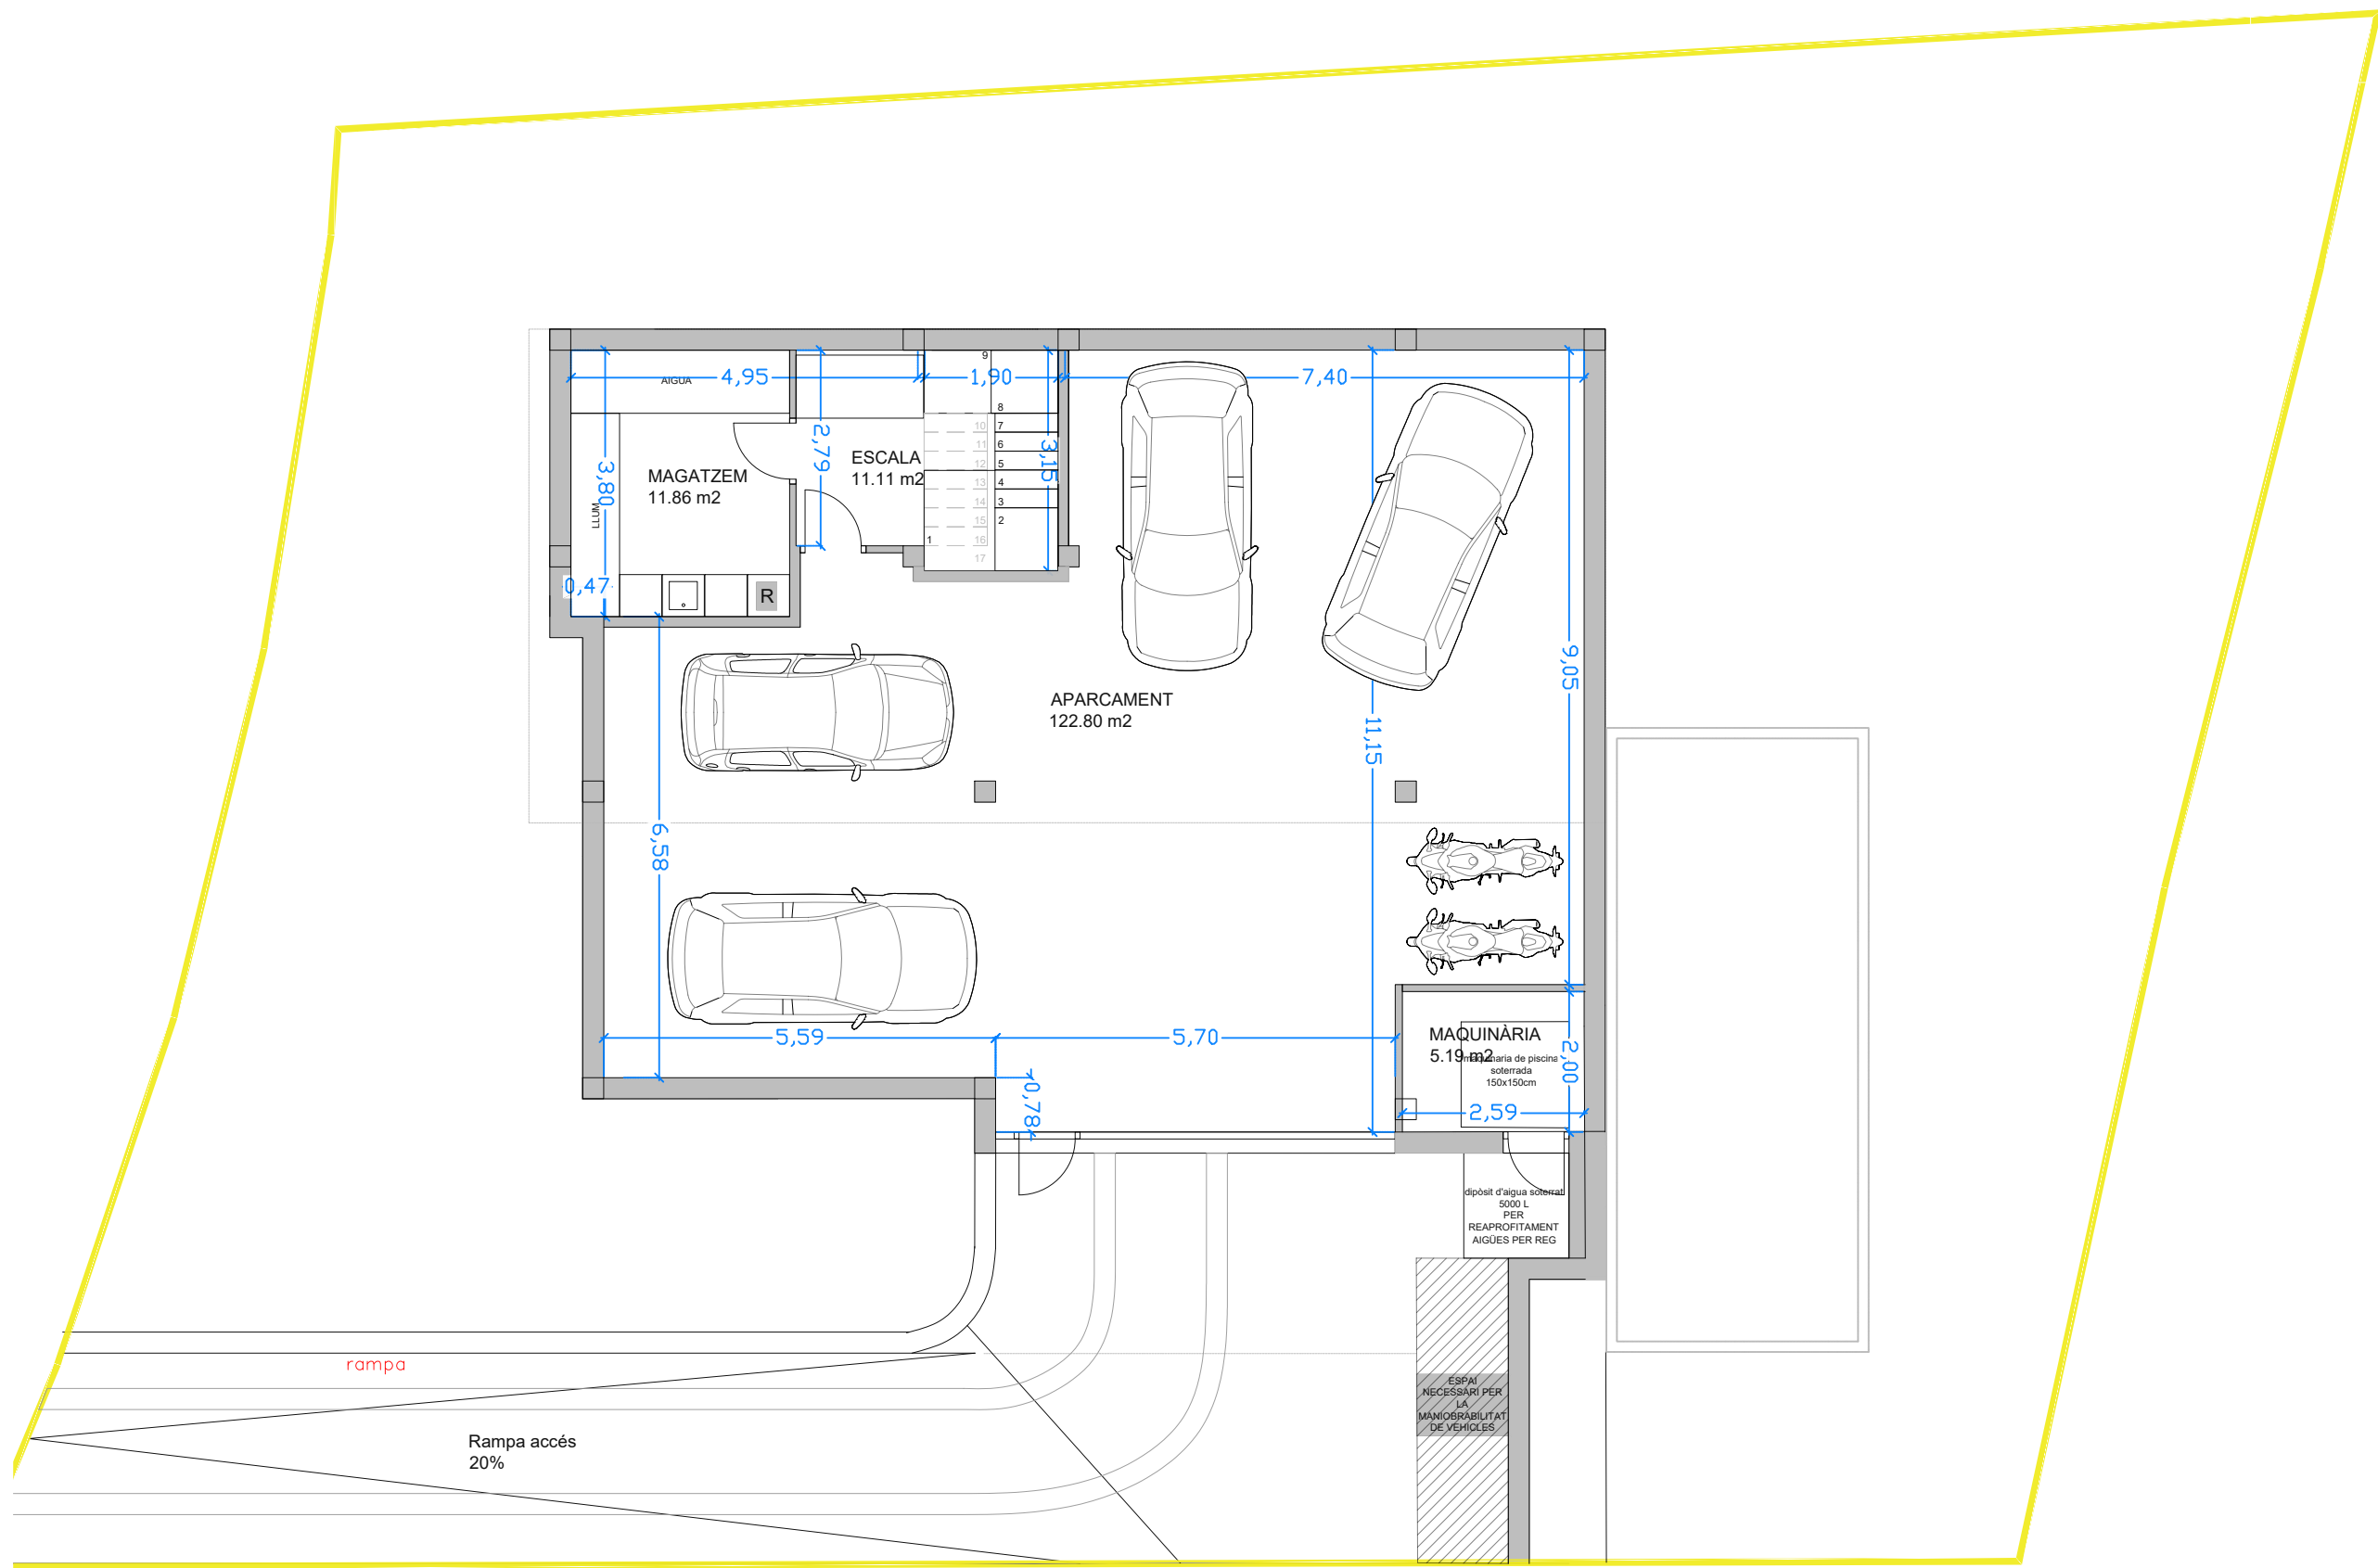 9
AIGUA
4,95
1,90
7,40
8
10
7
11
6
12
5
13
4
14
3
15
2
1
16
17
2,79
3,15
ESCALA
11.11 m2
MAGATZEM
11.86 m2
3,80
LLUM
0,47
R
9,05
APARCAMENT
122.80 m2
11,15
6,58
5,59
5,70
MAQUINÀRIA
5.19 m2
maquinaria de piscina
soterrada
150x150cm
2,00
0,78
2,59
dipòsit d'aigua soterrat
5000 L
PER
REAPROFITAMENT
AIGÜES PER REG
rampa
ESPAI
NECESSARI PER
LA
MANIOBRABILITAT
DE VEHICLES
Rampa accés
20%